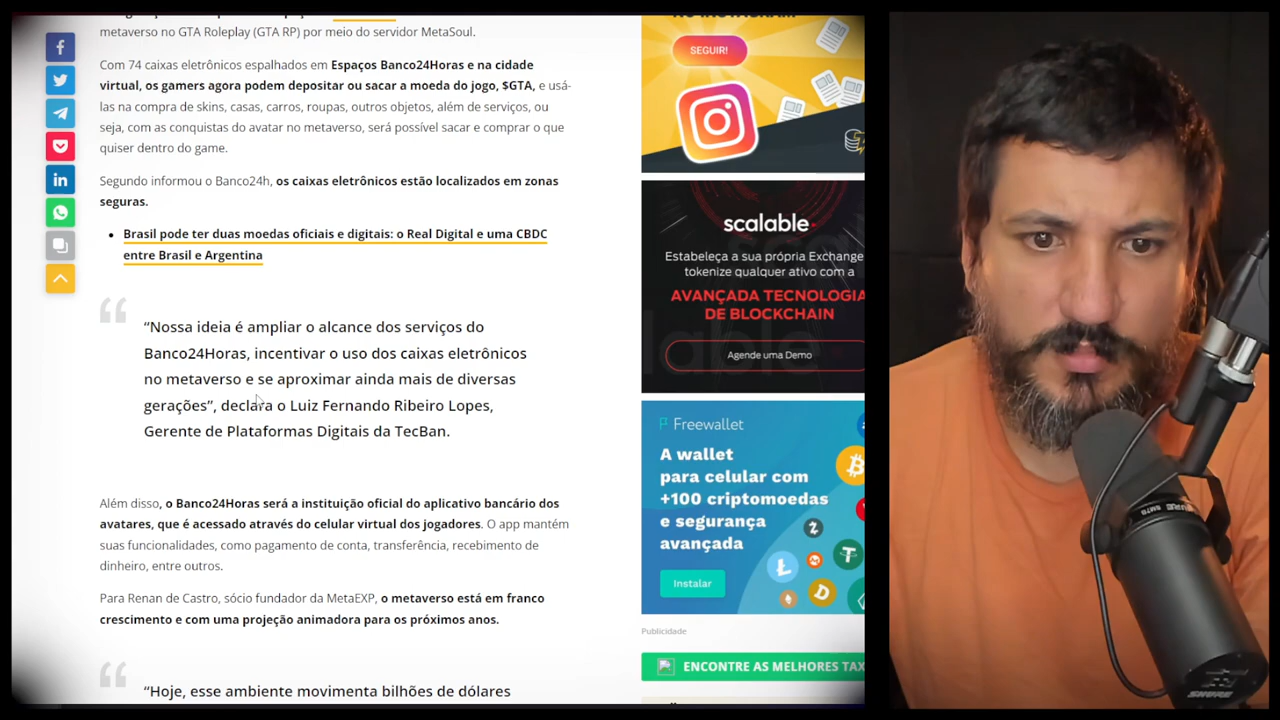 metaverso no GTA Roleplay (GTA RP) por meio do servidor MetaSoul.
Com 74 caixas eletrônicos espalhados em Espaços Banco24Horas e na cidade
virtual, os gamers agora podem depositar ou sacar a moeda do jogo, $GTA, e usá-
las na compra de skins, casas, carros, roupas, outros objetos, além de serviços, ou
seja, com as conquistas do avatar no metaverso, será possível sacar e comprar o que
quiser dentro do game.
Segundo informou o Banco24h, os caixas eletrônicos estão localizados em zonas
seguras.
Brasil pode ter duas moedas oficiais e digitais: o Real Digital e uma CBDC
entre Brasil e Argentina
“Nossa ideia é ampliar o alcance dos serviços do
Banco24Horas, incentivar o uso dos caixas eletrônicos
no metaverso e se aproximar ainda mais de diversas
gerações”, declara o Luiz Fernando Ribeiro Lopes,
Gerente de Plataformas Digitais da TecBan.
Além disso, o Banco24Horas será a instituição oficial do aplicativo bancário dos
avatares, que é acessado através do celular virtual dos jogadores. O app mantém
suas funcionalidades, como pagamento de conta, transferência, recebimento de
dinheiro, entre outros.
Para Renan de Castro, sócio fundador da MetaEXP, o metaverso está em franco
crescimento e com uma projeção animadora para os próximos anos.
“Hoje, esse ambiente movimenta bilhões de dólares
NO INSTAGRAM...
SEGUIR!
scalable
Estabeleça a sua própria Exchange
tokenize qualquer ativo com a
AVANÇADA TECNOLOGIA
DE BLOCKCHAIN
Agende uma Demo
Freewallet
A wallet
para celular com
+100 criptomoedas
e segurança
avançada
Instalar
Publicidade
ENCONTRE AS MELHORES TAX
SHURE